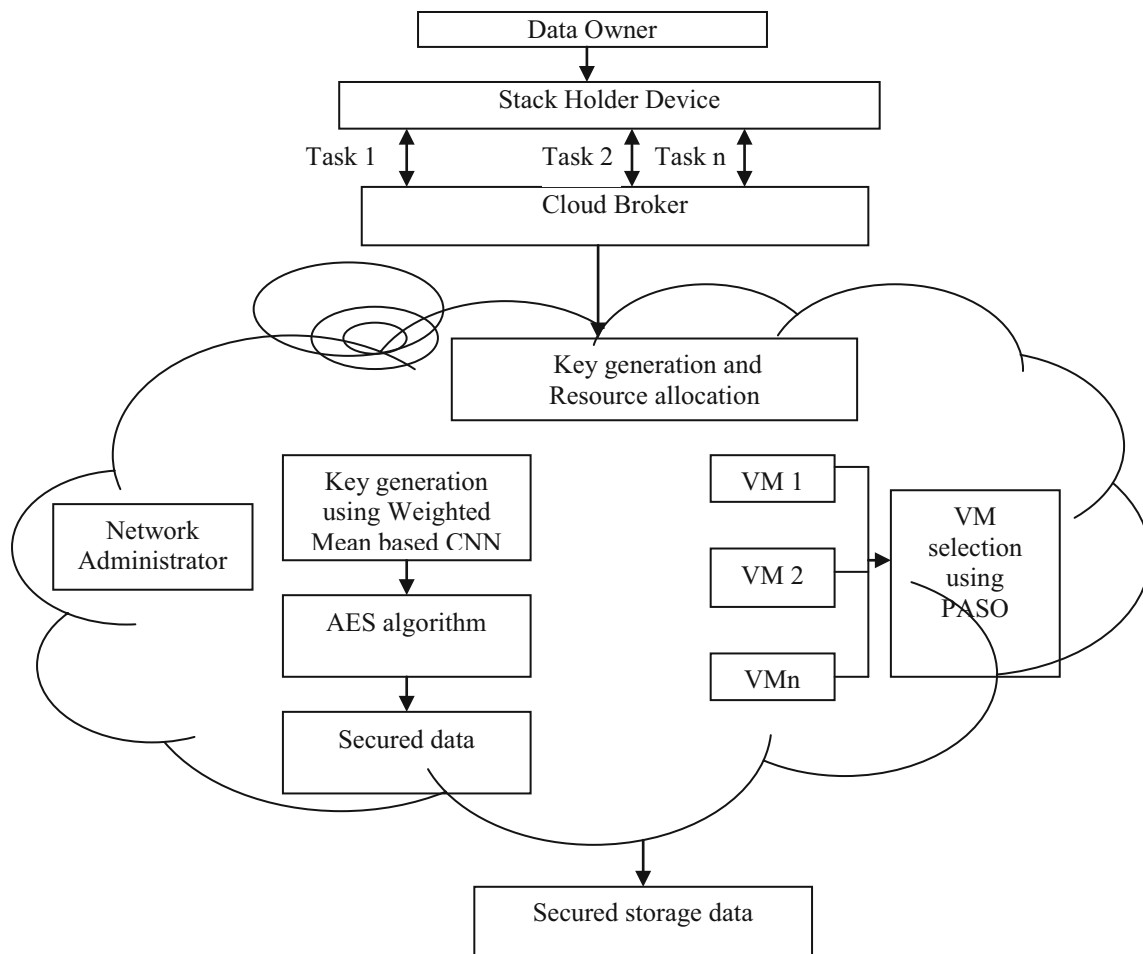 Data Owner
Stack Holder Device
Task 1
Task 2
Task n
Cloud Broker
Key generation and
Resource allocation
Key generation
using Weighted
Mean based CNN
Network
Administrator
AES algorithm
Secured data
VM 1
VM 2
VMn
VM
selection
using
PASO
Secured storage data